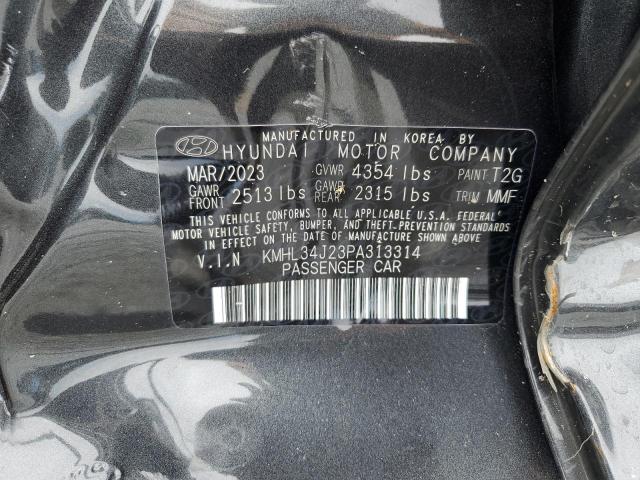 MANUFACTURED IN KOREA BY
HYUNDAI MOTOR COMPANY
MAR/2023 GVWR 4354 lbs PAINT T2G
GAWR FRONT 2513 lbs GAWR REAR 2315 lbs TRIM MMF
THIS VEHICLE CONFORMS TO ALL APPLICABLE U.S.A. FEDERAL
MOTOR VEHICLE SAFETY, BUMPER, AND THEFT PREVENTION
STANDARDS IN EFFECT ON THE DATE OF MANUFACTURE SHOWN ABOVE.
V.I.N KMHL34J23PA313314
PASSENGER CAR